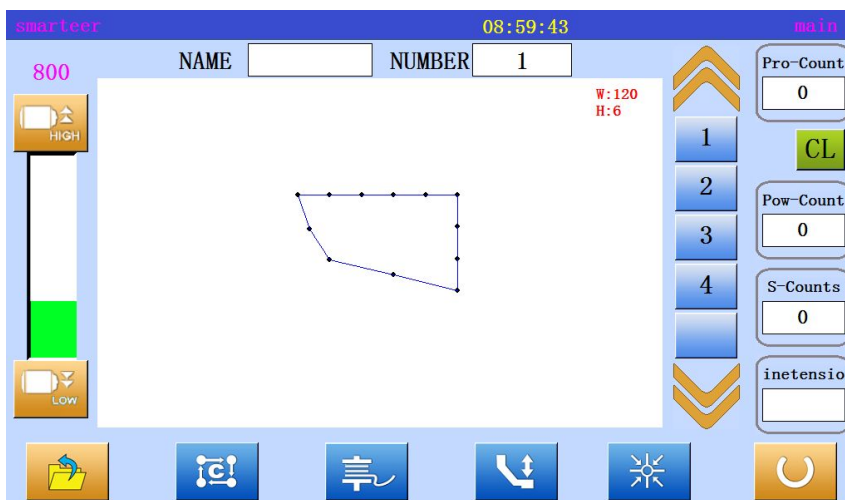 smarteer 08:59:43 main
800 NAME NUMBER 1
W:120
H:6
HIGH
LOW
1
2
3
4
Pro-Count
0
CL
Pow-Count
0
S-Counts
0
inetensio
C